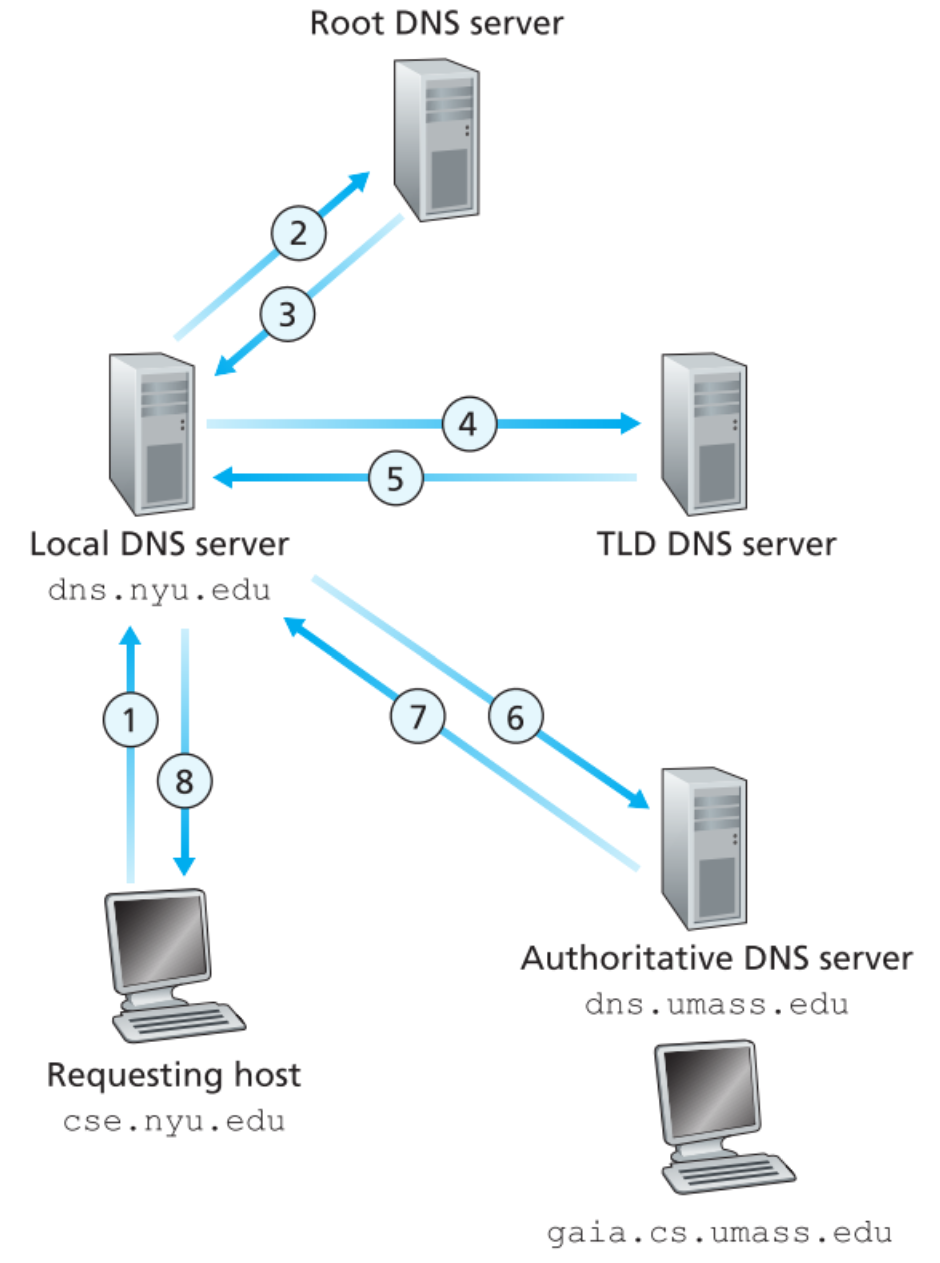 Root DNS server
2
3
4
5
Local DNS server
dns.nyu.edu
TLD DNS server
1
8
7
6
Authoritative DNS server
dns.umass.edu
Requesting host
cse.nyu.edu
gaia.cs.umass.edu